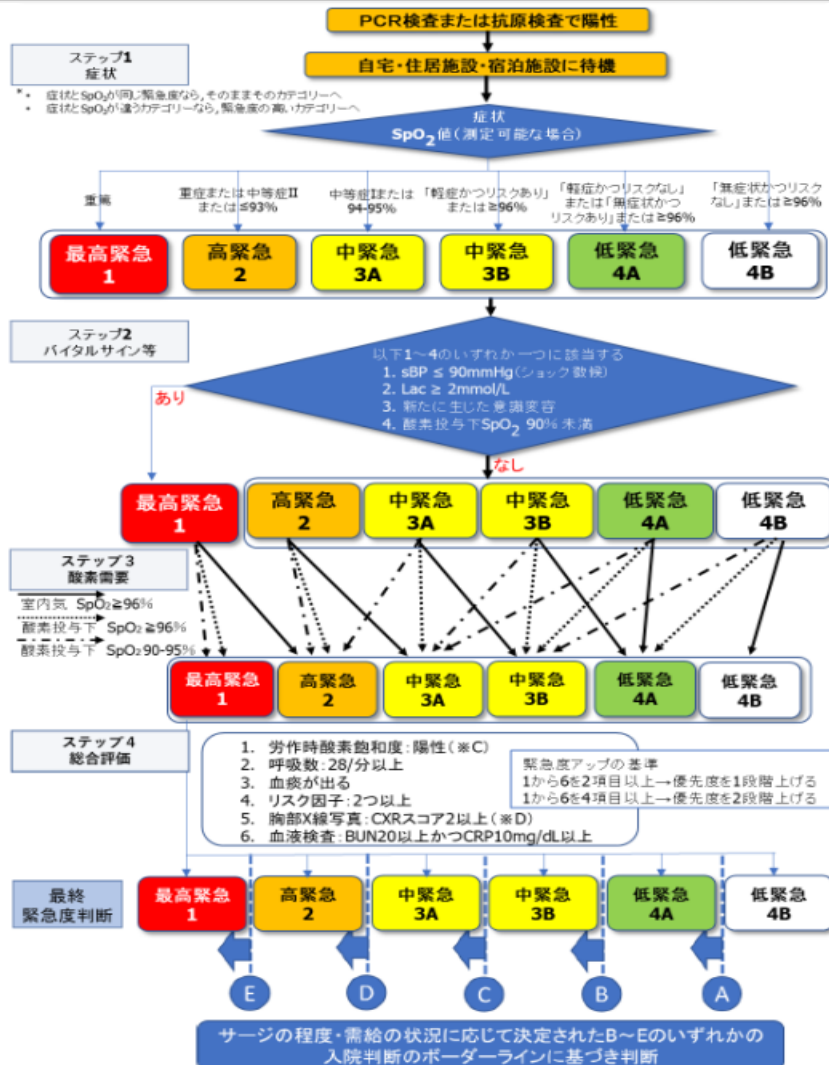 PCR検査または抗原検査で陽性
自宅・住居施設・宿泊施設に待機
ステップ1
症状
*・ 症状とSpO₂が同じ緊急度なら,そのままそのカテゴリーへ
・ 症状とSpO₂が違うカテゴリーなら,緊急度の高いカテゴリーへ
症状
SpO₂値(測定可能な場合)
重篤
重症または中等症II
または≤93%
中等症Iまたは
94-95%
「軽症かつリスクあり」
または≧96%
「軽症かつリスクなし」
または「無症状かつ
リスクあり」または≧96%
「無症状かつリスク
なし」または≧96%
最高緊急
1
高緊急
2
中緊急
3A
中緊急
3B
低緊急
4A
低緊急
4B
ステップ2
バイタルサイン等
以下1～4のいずれか一つに該当する
1. sBP ≤ 90mmHg(ショック徴候)
2. Lac ≥ 2mmol/L
3. 新たに生じた意識変容
4. 酸素投与下SpO₂ 90% 未満
あり
なし
最高緊急
1
高緊急
2
中緊急
3A
中緊急
3B
低緊急
4A
低緊急
4B
ステップ3
酸素需要
室内気 SpO₂≧96%
酸素投与下 SpO₂≧96%
酸素投与下 SpO₂90-95%
最高緊急
1
高緊急
2
中緊急
3A
中緊急
3B
低緊急
4A
低緊急
4B
ステップ4
総合評価
1. 労作時酸素飽和度:陽性(※C)
2. 呼吸数:28/分以上
3. 血痰が出る
4. リスク因子:2つ以上
5. 胸部X線写真:CXRスコア2以上(※D)
6. 血液検査:BUN20以上かつCRP10mg/dL以上
緊急度アップの基準
1から6を2項目以上→優先度を1段階上げる
1から6を4項目以上→優先度を2段階上げる
最終
緊急度判断
最高緊急
1
高緊急
2
中緊急
3A
中緊急
3B
低緊急
4A
低緊急
4B
E
D
C
B
A
サージの程度・需給の状況に応じて決定されたB～Eのいずれかの
入院判断のボーダーラインに基づき判断